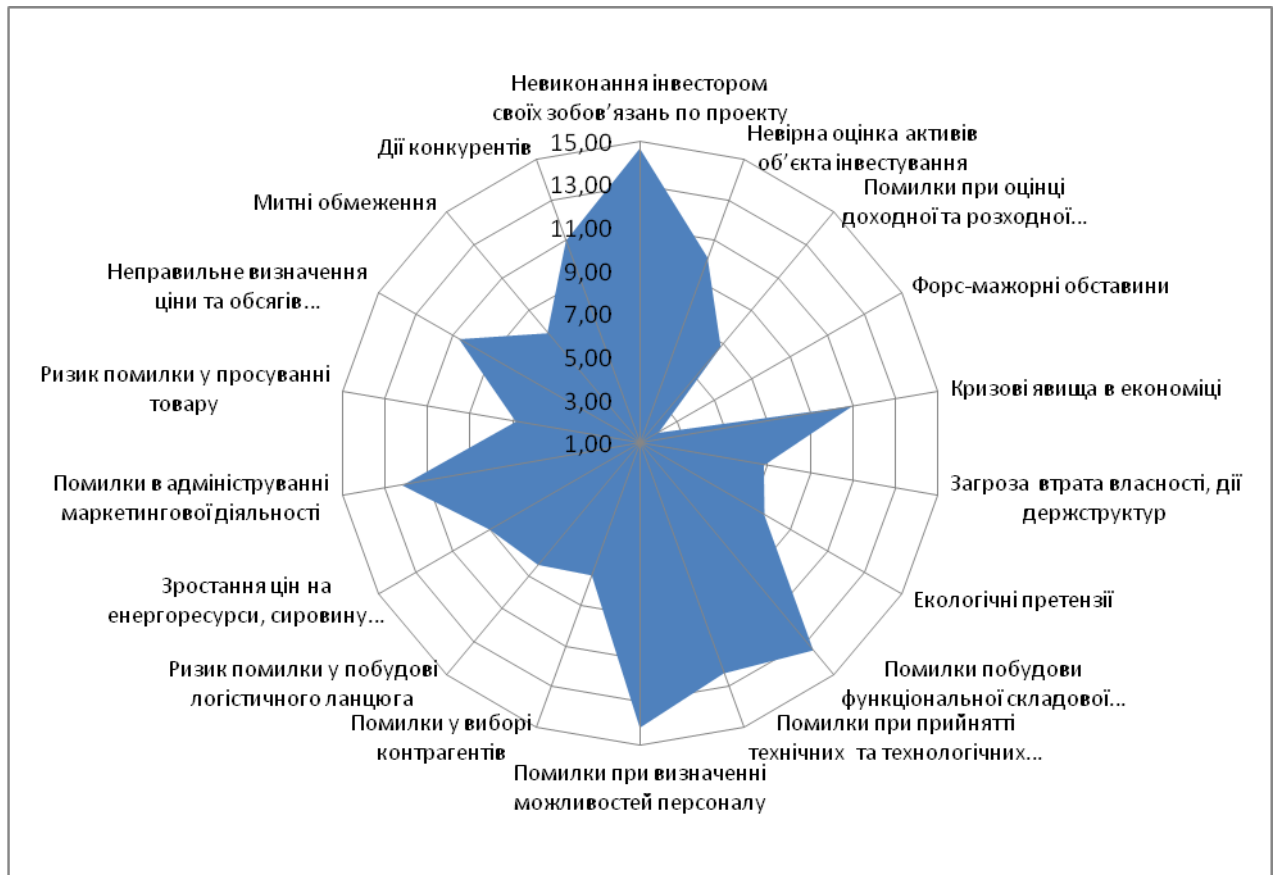 Невиконання інвестором
своїх зобов’язань по проекту
Невірна оцінка активів
об’єкта інвестування
Помилки при оцінці
доходної та розходної...
Форс-мажорні обставини
Кризові явища в економіці
Загроза втрата власності, дії
держструктур
Екологічні претензії
Помилки побудови
функціональної складової...
Помилки при прийнятті
технічних та технологічних...
Помилки при визначенні
можливостей персоналу
Помилки у виборі
контрагентів
Ризик помилки у побудові
логістичного ланцюга
Зростання цін на
енергоресурси, сировину...
Помилки в адмініструванні
маркетингової діяльності
Ризик помилки у просуванні
товару
Неправильне визначення
ціни та обсягів...
Митні обмеження
Дії конкурентів
15,00
13,00
11,00
9,00
7,00
5,00
3,00
1,00